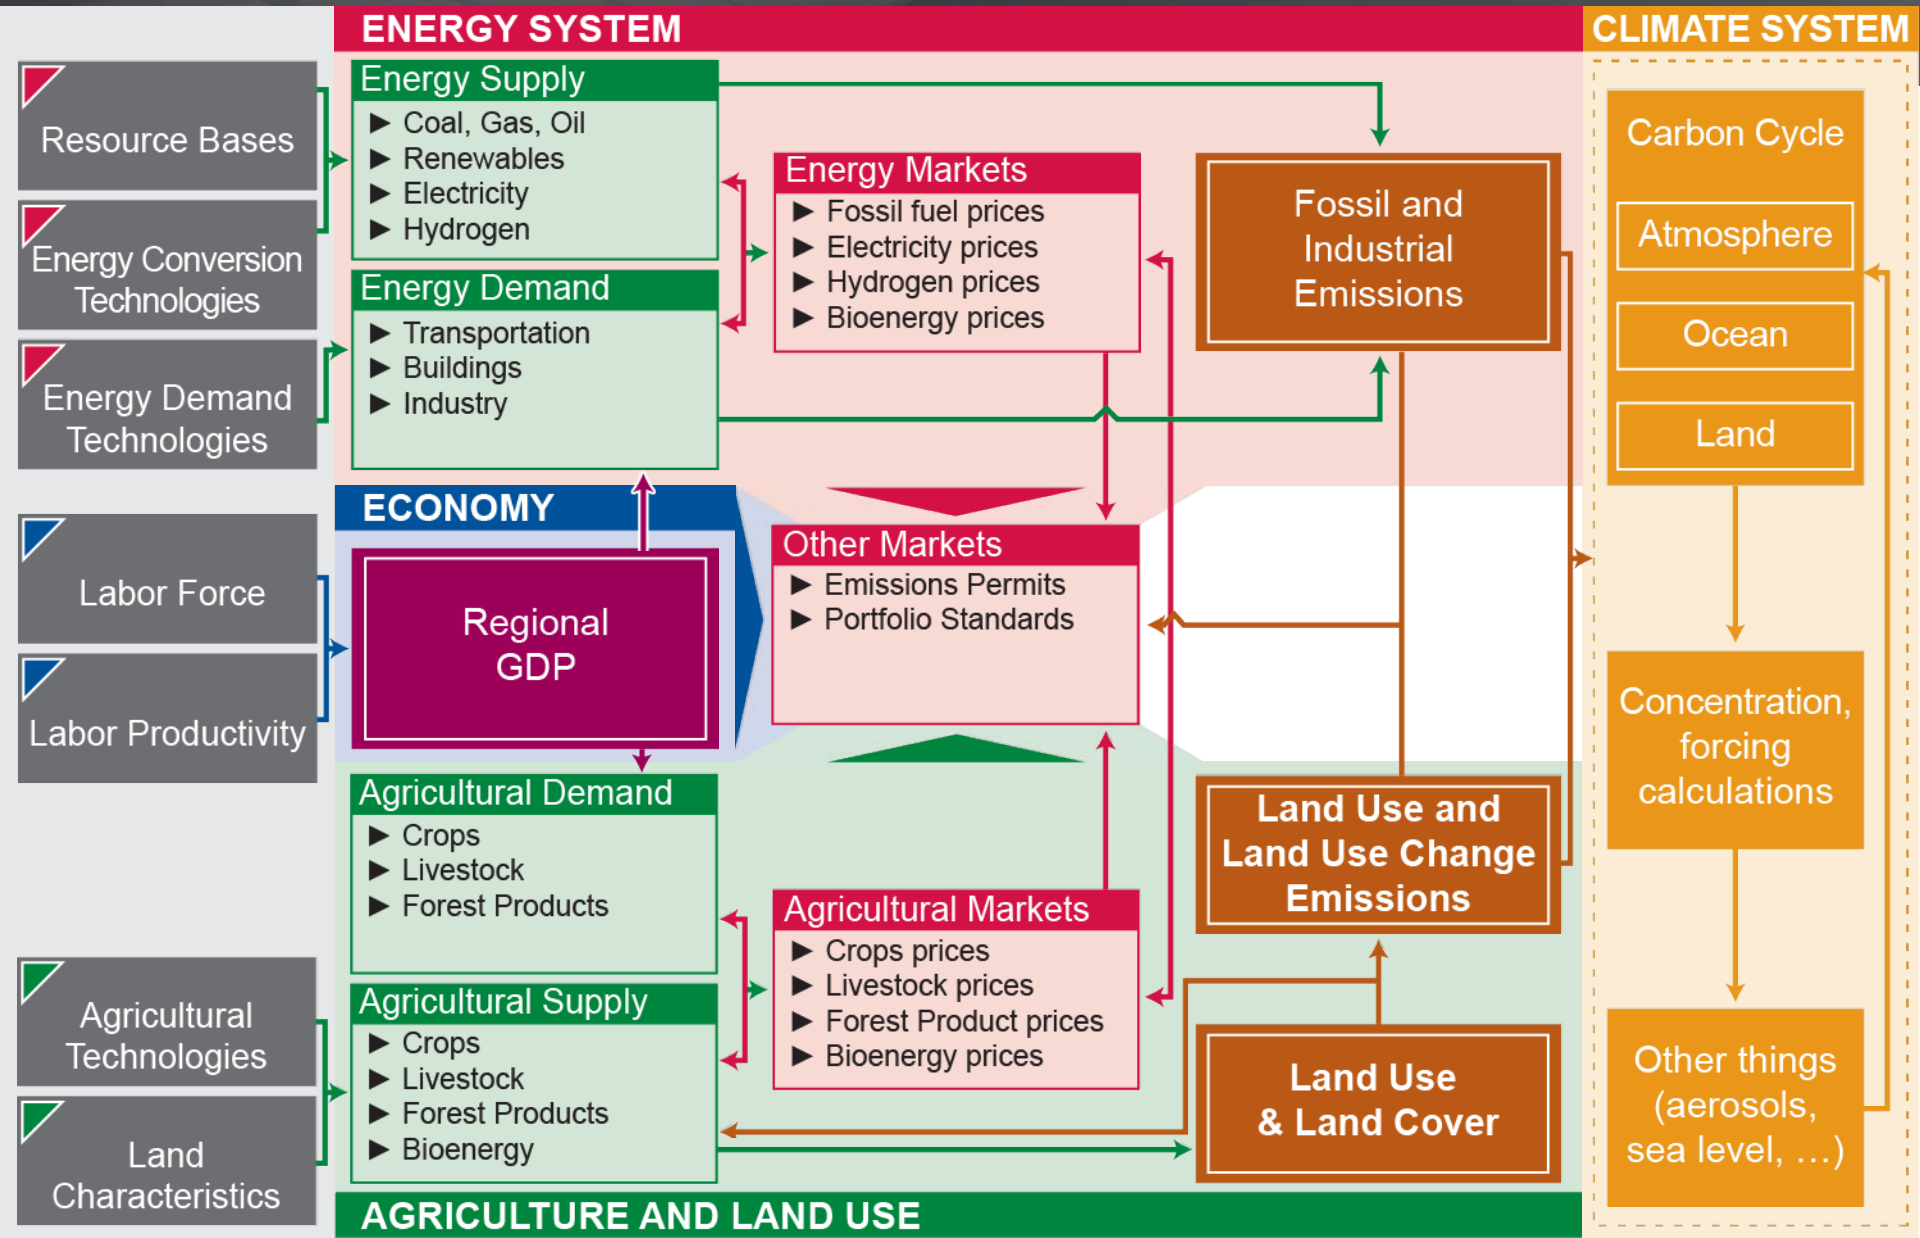 ENERGY SYSTEM
CLIMATE SYSTEM
Resource Bases
Energy Conversion
Technologies
Energy Demand
Technologies
Energy Supply
► Coal, Gas, Oil
► Renewables
► Electricity
► Hydrogen
Energy Demand
► Transportation
► Buildings
► Industry
Energy Markets
► Fossil fuel prices
► Electricity prices
► Hydrogen prices
► Bioenergy prices
Fossil and
Industrial
Emissions
Carbon Cycle
Atmosphere
Ocean
Land
ECONOMY
Labor Force
Labor Productivity
Regional
GDP
Other Markets
► Emissions Permits
► Portfolio Standards
Concentration,
forcing
calculations
Agricultural Demand
► Crops
► Livestock
► Forest Products
Land Use and
Land Use Change
Emissions
Agricultural
Technologies
Land
Characteristics
Agricultural Supply
► Crops
► Livestock
► Forest Products
► Bioenergy
Agricultural Markets
► Crops prices
► Livestock prices
► Forest Product prices
► Bioenergy prices
Land Use
& Land Cover
Other things
(aerosols,
sea level, …)
AGRICULTURE AND LAND USE